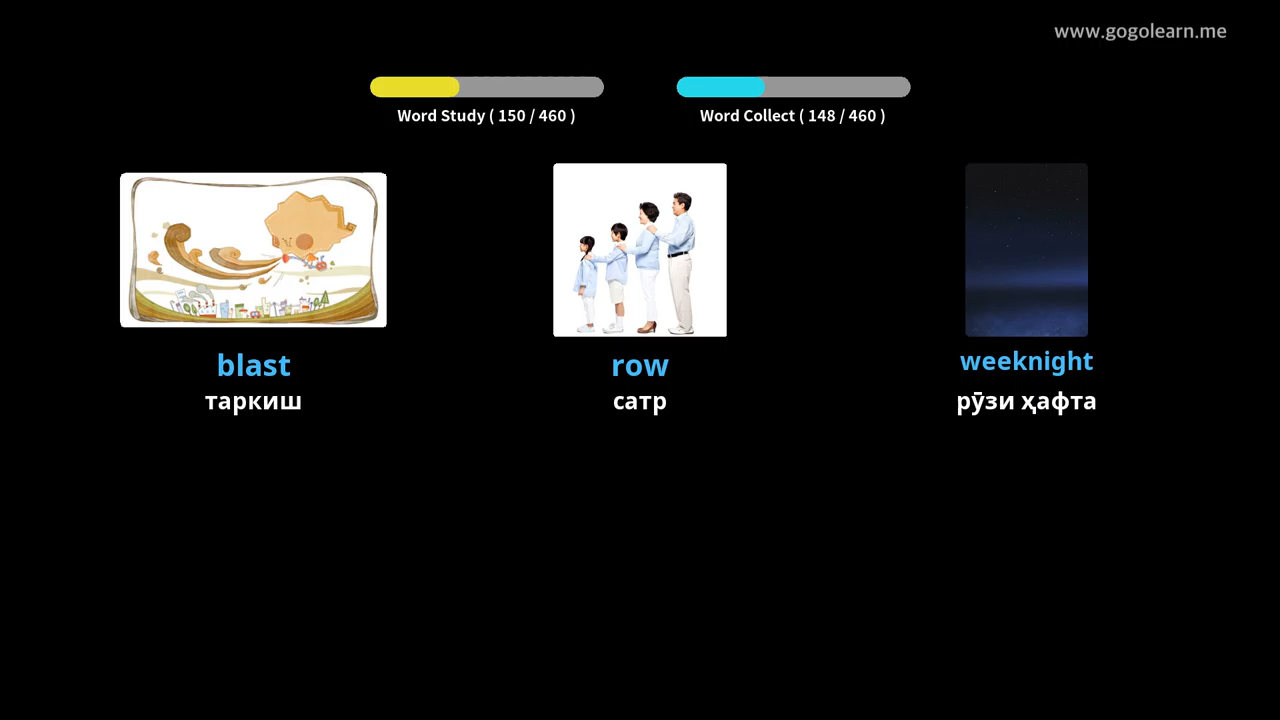 www.gogolearn.me
Word Study ( 150 / 460 )
Word Collect ( 148 / 460 )
blast
row
weeknight
таркиш
сатр
рӯзи ҳафта